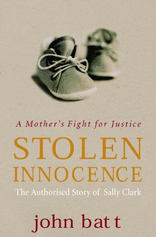 A Mother's Fight for Justice
STOLEN
INNOCENCE
The Authorised Story of Sally Clark
john batt